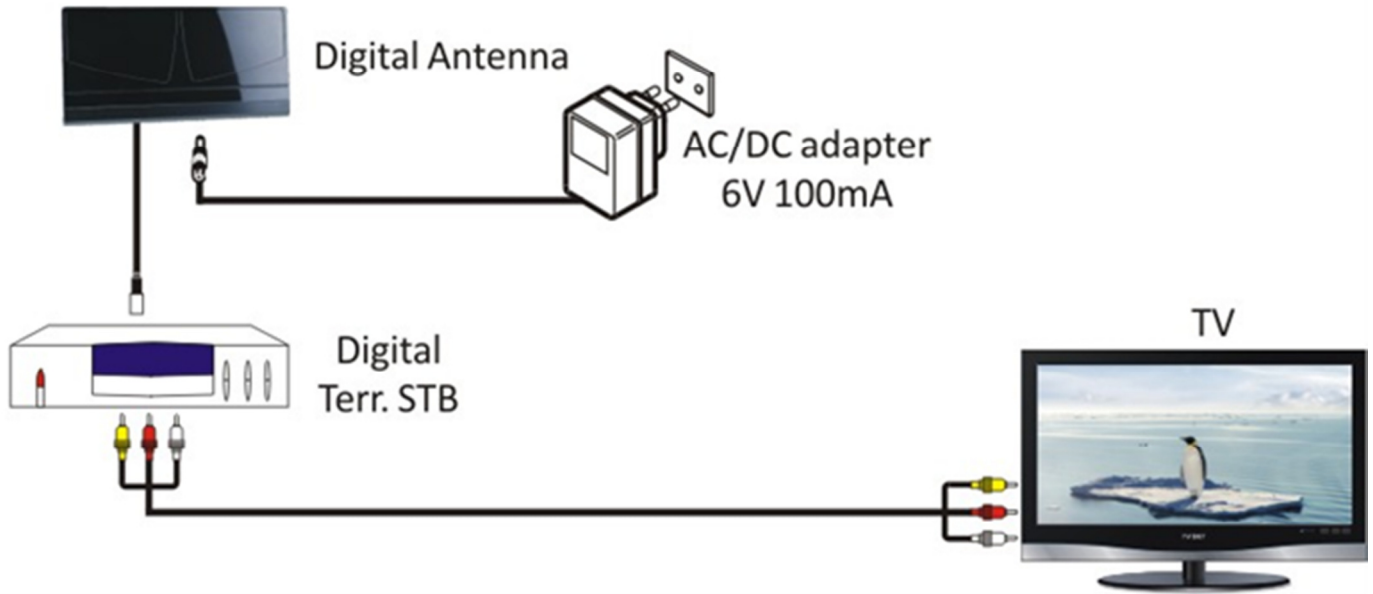 Digital Antenna
AC/DC adapter
6V 100mA
TV
Digital
Terr. STB